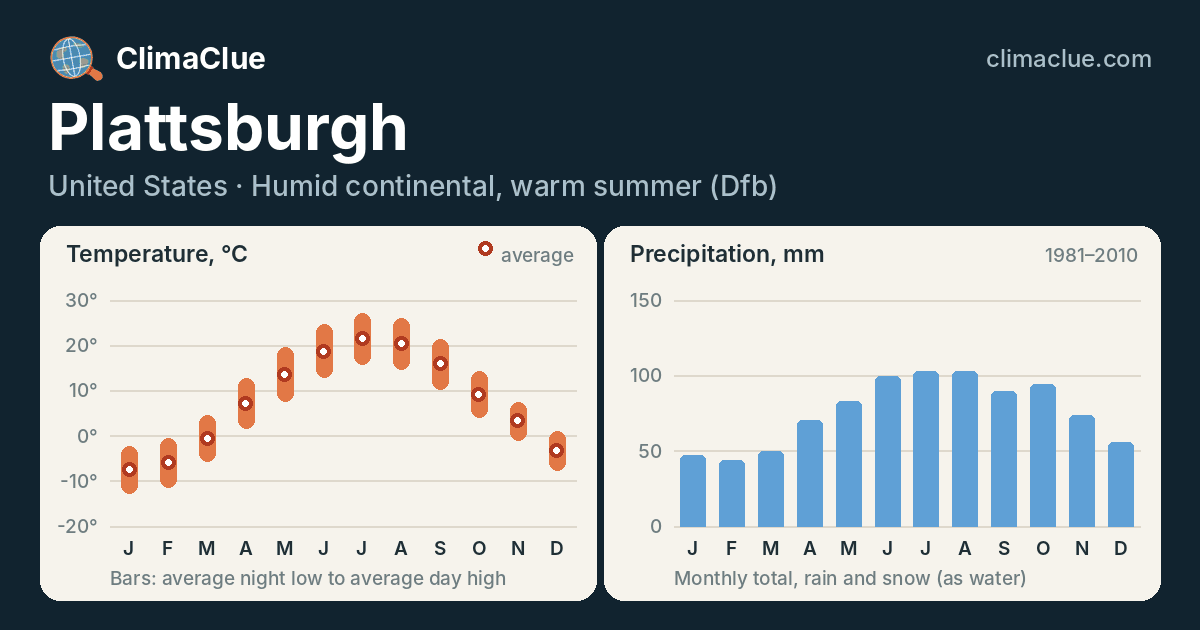 ClimaClue
climaclue.com
Plattsburgh
United States · Humid continental, warm summer (Dfb)
Temperature, °C
average
30°
20°
10°
0°
-10°
-20°
J F M A M J J A S O N D
Bars: average night low to average day high
Precipitation, mm
1981–2010
150
100
50
0
J F M A M J J A S O N D
Monthly total, rain and snow (as water)